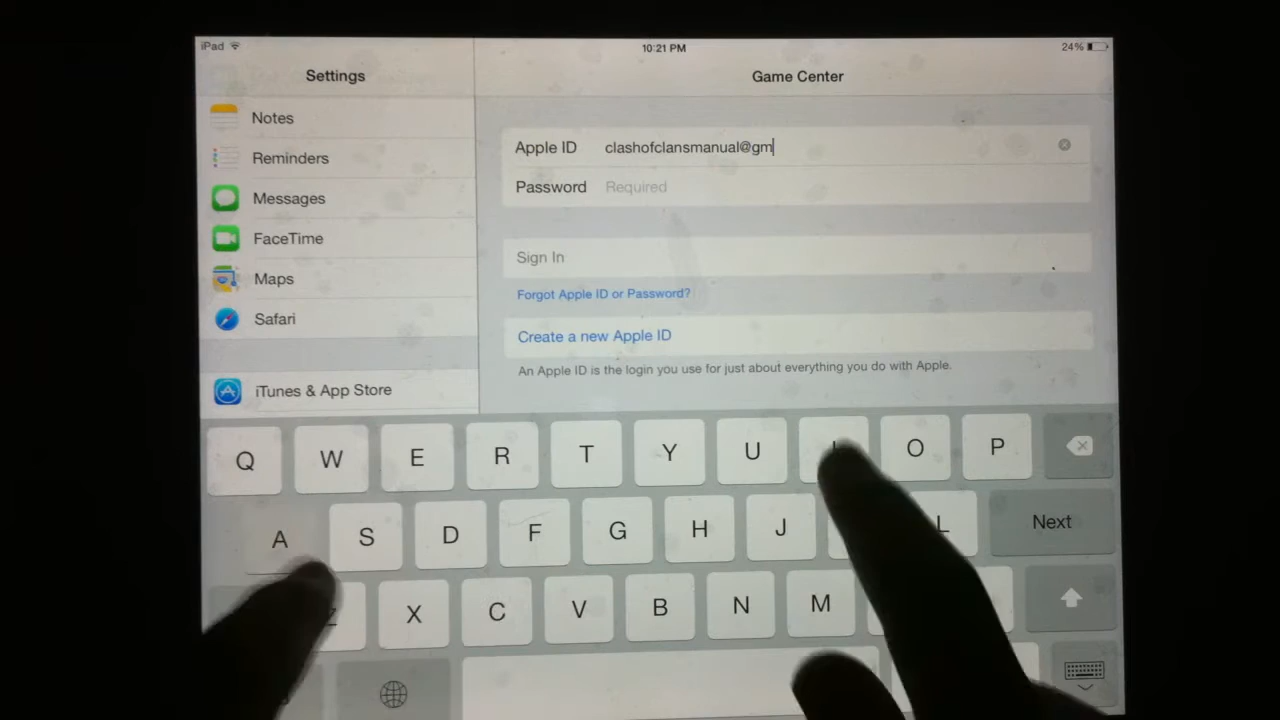 iPad 10:21 PM 24%
Settings
Game Center
Notes
Reminders
Messages
FaceTime
Maps
Safari
iTunes & App Store
Apple ID clashofclansmanual@gm
Password Required
Sign In
Forgot Apple ID or Password?
Create a new Apple ID
An Apple ID is the login you use for just about everything you do with Apple.
Q W E R T Y U O P
A S D F G H J L Next
X C V B N M